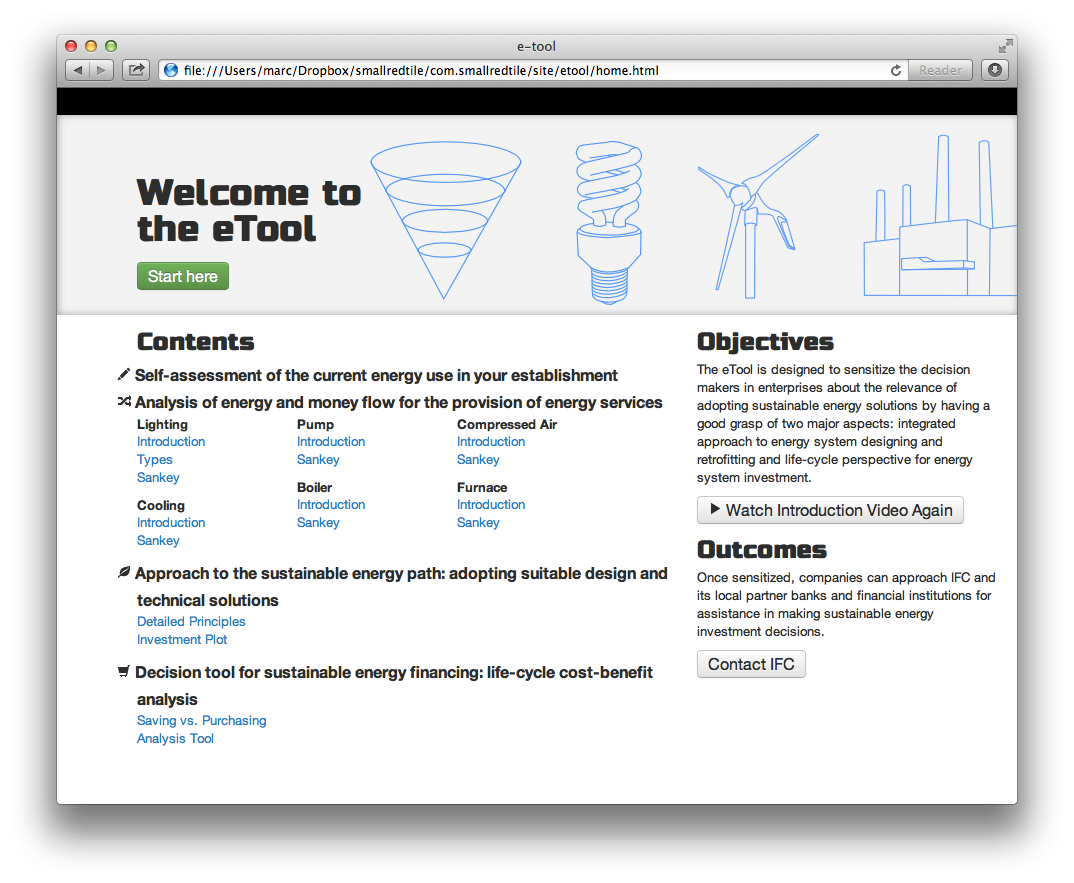 e-tool
file:///Users/marc/Dropbox/smallredtile/com.smallredtile/site/etool/home.html
Reader
Welcome to
the eTool
Start here
Contents
Self-assessment of the current energy use in your establishment
Analysis of energy and money flow for the provision of energy services
Lighting
Introduction
Types
Sankey
Cooling
Introduction
Sankey
Pump
Introduction
Sankey
Boiler
Introduction
Sankey
Compressed Air
Introduction
Sankey
Furnace
Introduction
Sankey
Approach to the sustainable energy path: adopting suitable design and
technical solutions
Detailed Principles
Investment Plot
Decision tool for sustainable energy financing: life-cycle cost-benefit
analysis
Saving vs. Purchasing
Analysis Tool
Objectives
The eTool is designed to sensitize the decision
makers in enterprises about the relevance of
adopting sustainable energy solutions by having a
good grasp of two major aspects: integrated
approach to energy system designing and
retrofitting and life-cycle perspective for energy
system investment.
Watch Introduction Video Again
Outcomes
Once sensitized, companies can approach IFC and
its local partner banks and financial institutions for
assistance in making sustainable energy
investment decisions.
Contact IFC